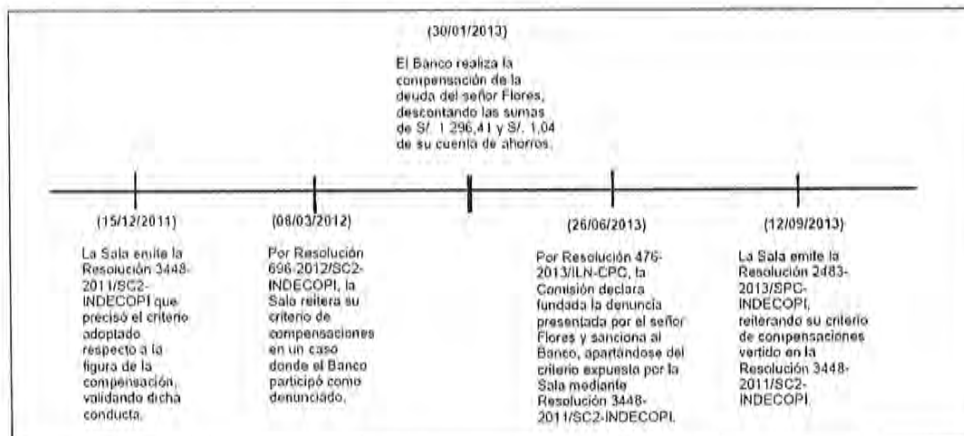 (30/01/2013)
El Banco realiza la
compensación de la
deuda del señor Flores,
descontando las sumas
de S/. 1 296,41 y S/. 1,04
de su cuenta de ahorros.
(15/12/2011)
La Sala emite la
Resolución 3448-
2011/SC2-
INDECOPI que
precisó el criterio
adoptado
respecto a la
figura de la
compensación,
validando dicha
conducta.
(08/03/2012)
Por Resolución
696-2012/SC2-
INDECOPI, la
Sala reitera su
criterio de
compensaciones
en un caso
donde el Banco
participó como
denunciado.
(26/06/2013)
Por Resolución 476-
2013/ILN-CPC, la
Comisión declara
fundada la denuncia
presentada por el señor
Flores y sanciona al
Banco, apartándose del
criterio expuesto por la
Sala mediante
Resolución 3448-
2011/SC2-INDECOPI.
(12/09/2013)
La Sala emite la
Resolución 2483-
2013/SPC-
INDECOPI,
reiterando su criterio
de compensaciones
vertido en la
Resolución 3448-
2011/SC2-
INDECOPI.